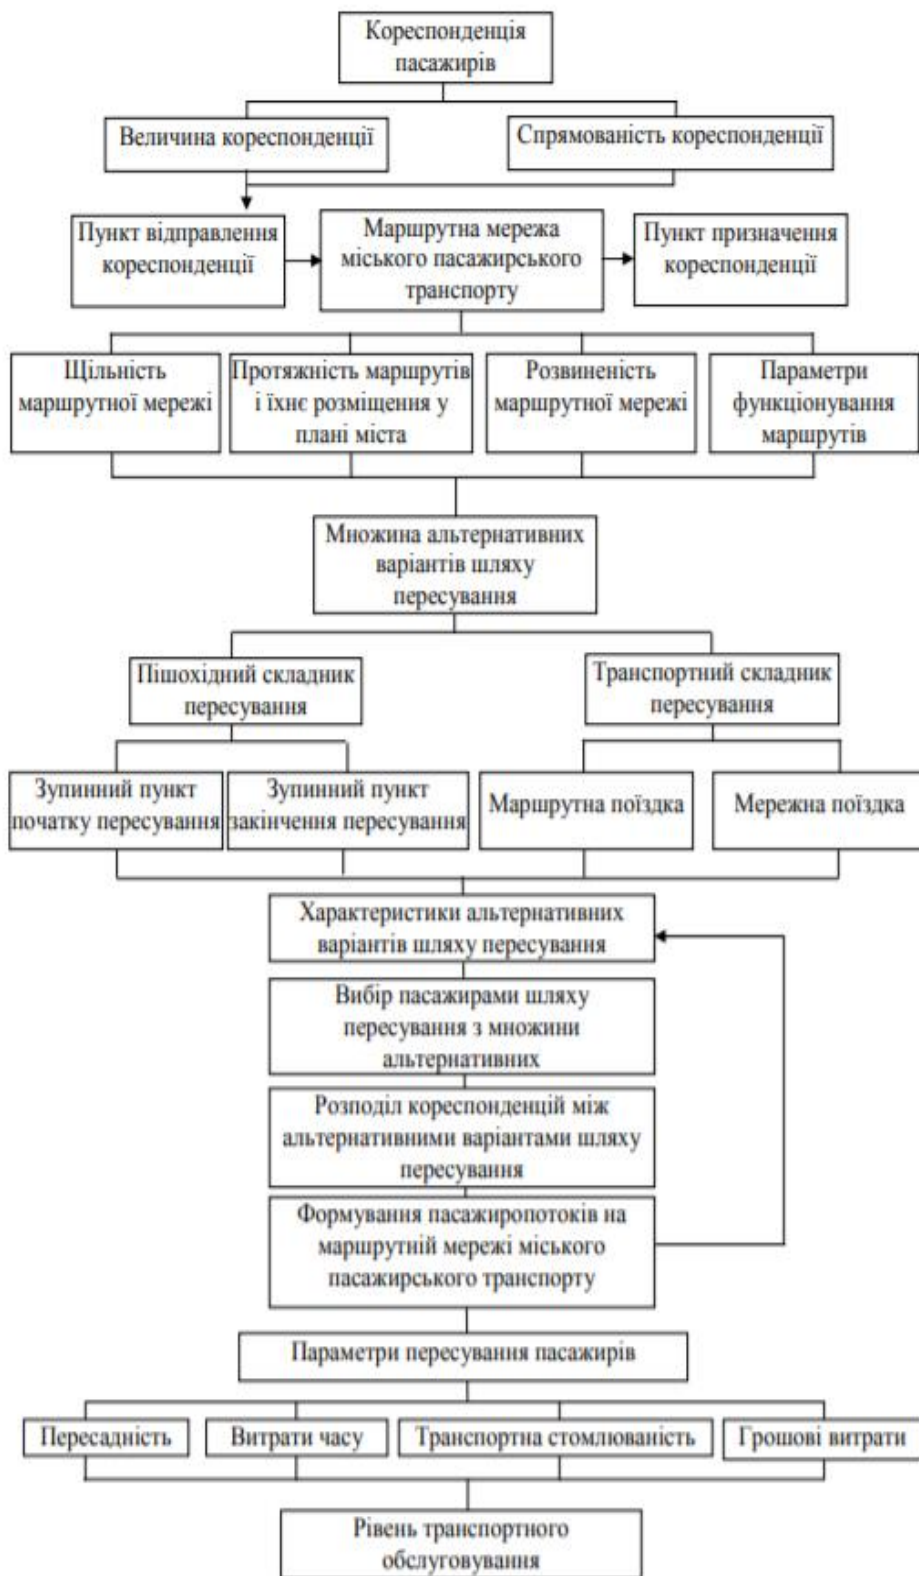 Кореспонденція
пасажирів
Величина кореспонденції
Спрямованість кореспонденції
Пункт відправлення
кореспонденції
Маршрутна мережа
міського пасажирського
транспорту
Пункт призначення
кореспонденції
Щільність
маршрутної мережі
Протяжність маршрутів
і їхнє розміщення у
плані міста
Розвиненість
маршрутної мережі
Параметри
функціонування
маршрутів
Множина альтернативних
варіантів шляху
пересування
Пішохідний складник
пересування
Транспортний складник
пересування
Зупинний пункт
початку пересування
Зупинний пункт
закінчення пересування
Маршрутна поїздка
Мережна поїздка
Характеристики альтернативних
варіантів шляху пересування
Вибір пасажирами шляху
пересування з множини
альтернативних
Розподіл кореспонденцій між
альтернативними варіантами шляху
пересування
Формування пасажиропотоків на
маршрутній мережі міського
пасажирського транспорту
Параметри пересування пасажирів
Пересадність
Витрати часу
Транспортна стомлюваність
Грошові витрати
Рівень транспортного
обслуговування